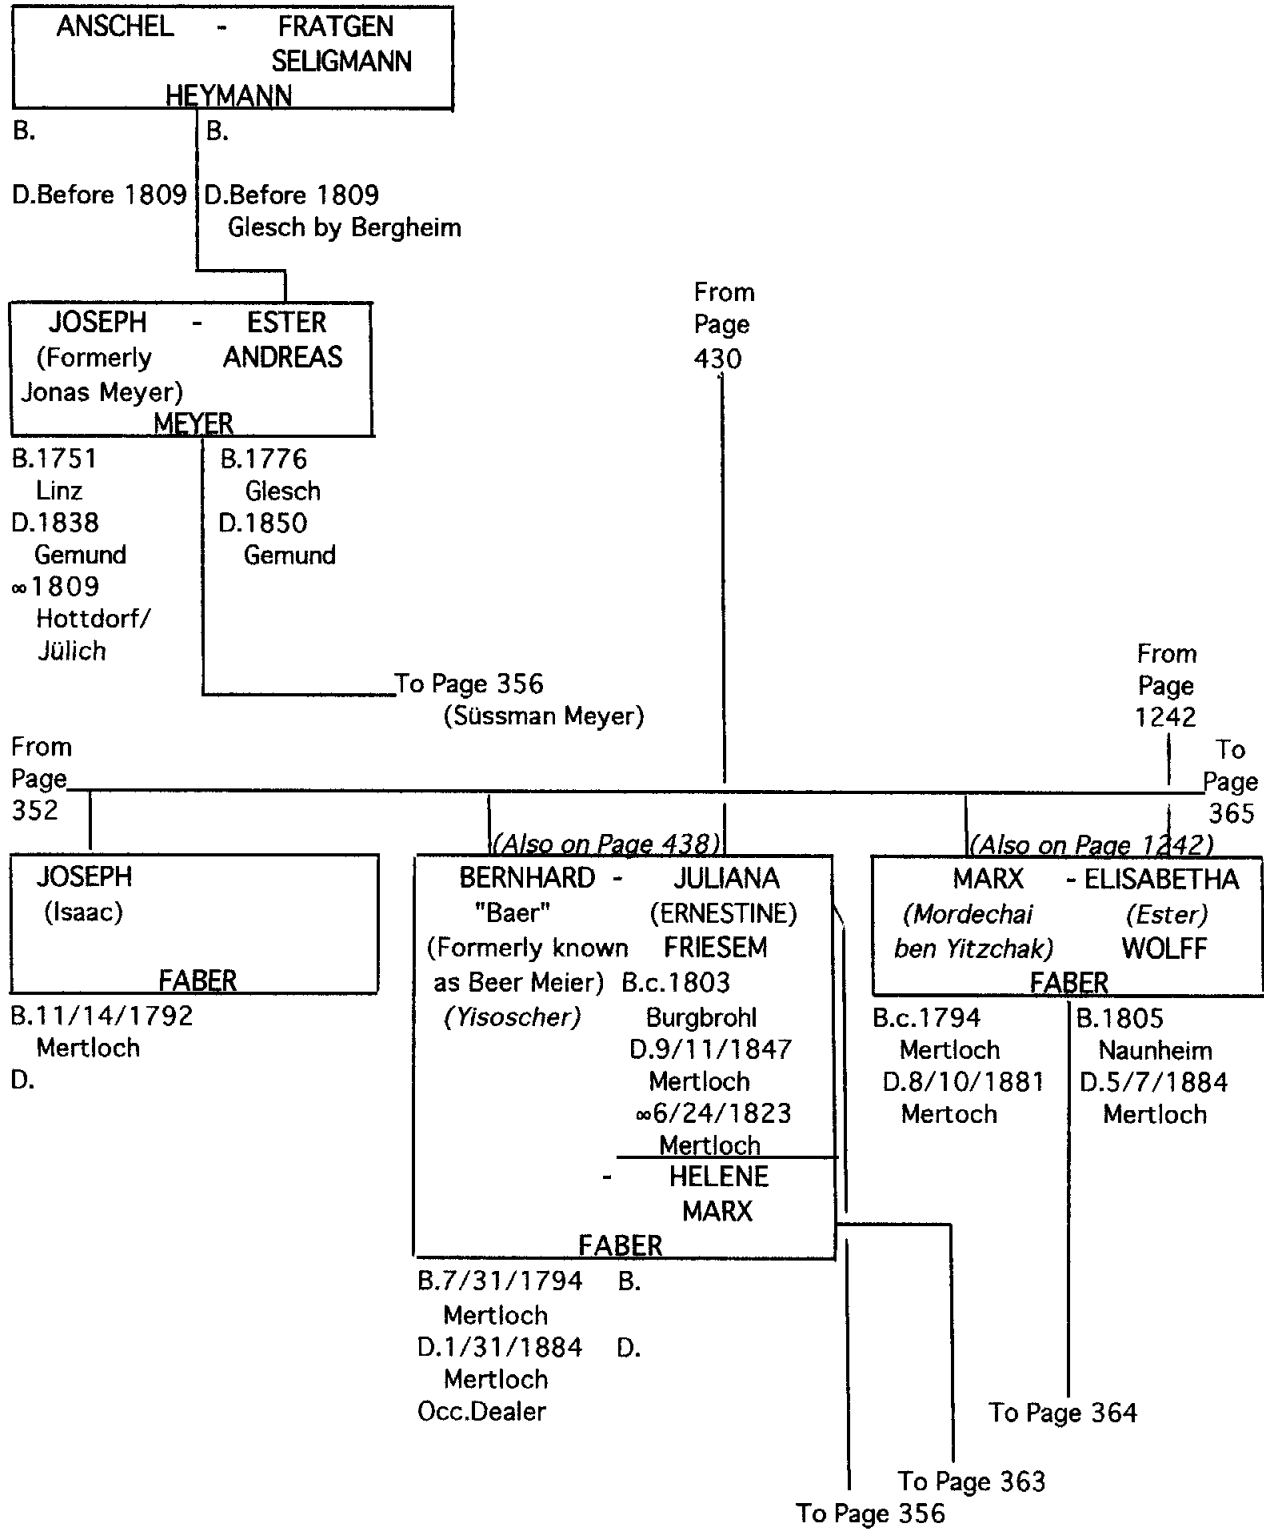 ANSCHEL - FRATGEN
SELIGMANN
HEYMANN
B. B.
D.Before 1809 D.Before 1809
Glesch by Bergheim
JOSEPH - ESTER
(Formerly ANDREAS
Jonas Meyer)
MEYER
B.1751 B.1776
Linz Glesch
D.1838 D.1850
Gemund Gemund
∞1809
Hottdorf/
Jülich
To Page 356
(Süssman Meyer)
From
Page
430
From
Page
1242
From
Page
352
To
Page
365
JOSEPH
(Isaac)
FABER
B.11/14/1792
Mertloch
D.
(Also on Page 438)
BERNHARD - JULIANA
"Baer" (ERNESTINE)
(Formerly known FRIESEM
as Beer Meier) B.c.1803
(Yisoscher) Burgbrohl
D.9/11/1847
Mertloch
∞6/24/1823
Mertloch
- HELENE
MARX
FABER
B.7/31/1794 B.
Mertloch
D.1/31/1884 D.
Mertloch
Occ.Dealer
(Also on Page 1242)
MARX - ELISABETHA
(Mordechai (Ester)
ben Yitzchak) WOLFF
FABER
B.c.1794 B.1805
Mertloch Naunheim
D.8/10/1881 D.5/7/1884
Mertoch Mertloch
To Page 364
To Page 363
To Page 356